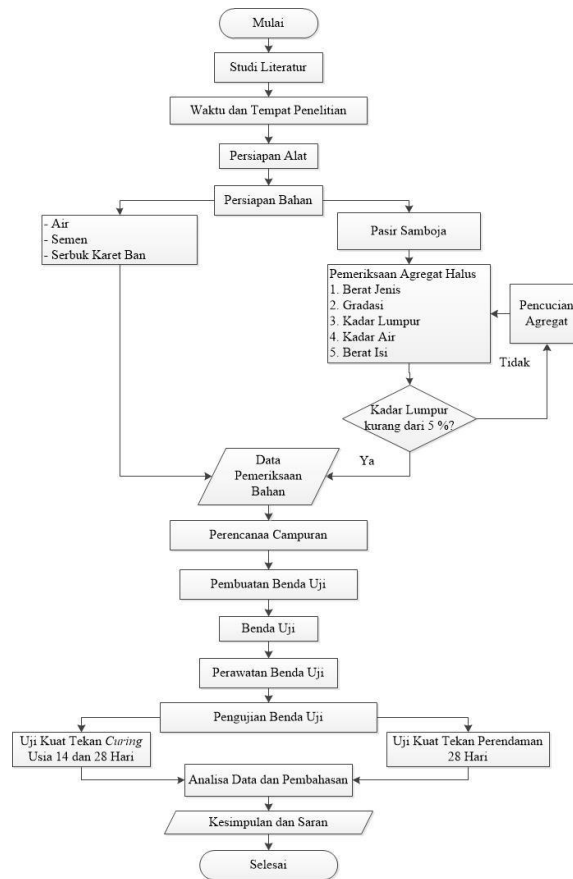 Mulai
Studi Literatur
Waktu dan Tempat Penelitian
Persiapan Alat
Persiapan Bahan
- Air
- Semen
- Serbuk Karet Ban
Pasir Samboja
Pemeriksaan Agregat Halus
1. Berat Jenis
2. Gradasi
3. Kadar Lumpur
4. Kadar Air
5. Berat Isi
Pencucian
Agregat
Tidak
Kadar Lumpur
kurang dari 5 %?
Ya
Data
Pemeriksaan
Bahan
Perencanaa Campuran
Pembuatan Benda Uji
Benda Uji
Perawatan Benda Uji
Pengujian Benda Uji
Uji Kuat Tekan Curing
Usia 14 dan 28 Hari
Uji Kuat Tekan Perendaman
28 Hari
Analisa Data dan Pembahasan
Kesimpulan dan Saran
Selesai